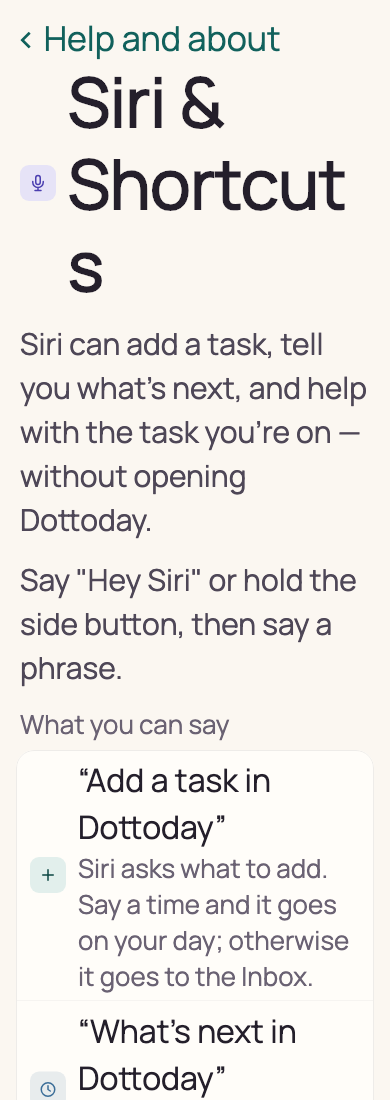 Help and about
Siri &
Shortcut
s
Siri can add a task, tell
you what's next, and help
with the task you're on —
without opening
Dottoday.
Say "Hey Siri" or hold the
side button, then say a
phrase.
What you can say
“Add a task in
Dottoday”
Siri asks what to add.
Say a time and it goes
on your day; otherwise
it goes to the Inbox.
“What’s next in
Dottoday”